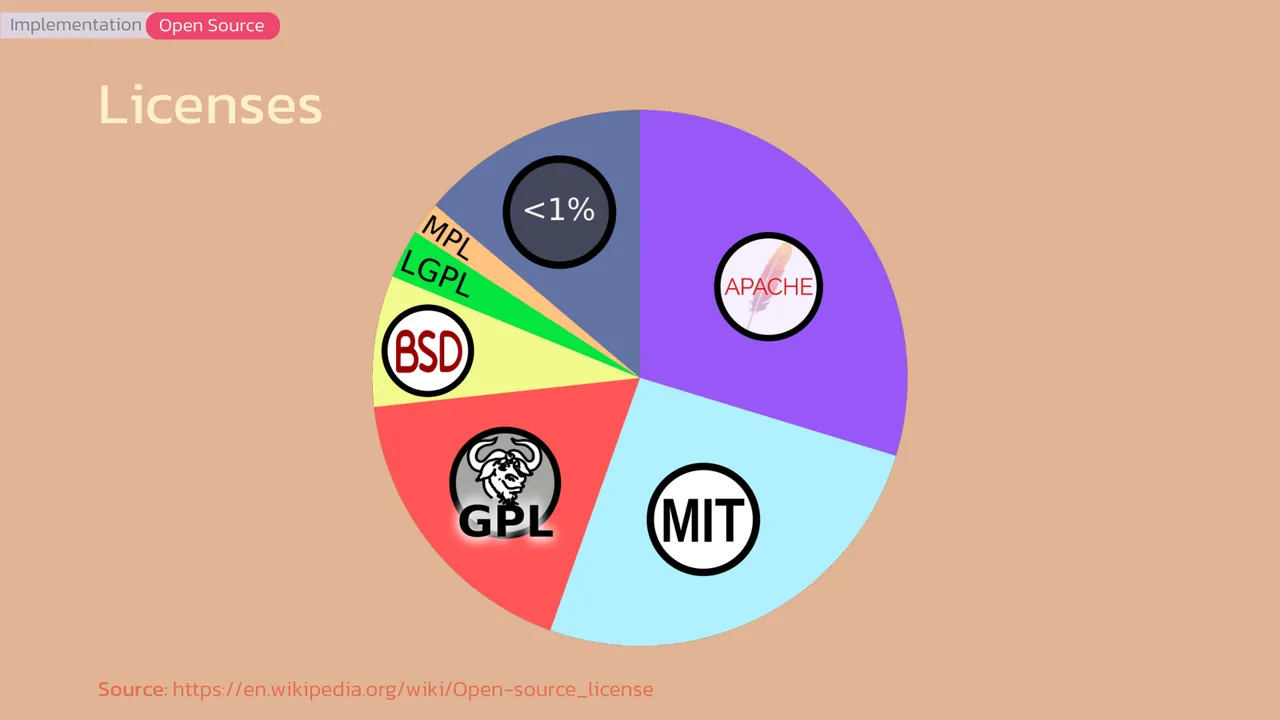 Implementation
Open Source
Licenses
<1%
MPL
LGPL
APACHE
BSD
GPL
MIT
Source: https://en.wikipedia.org/wiki/Open-source_license